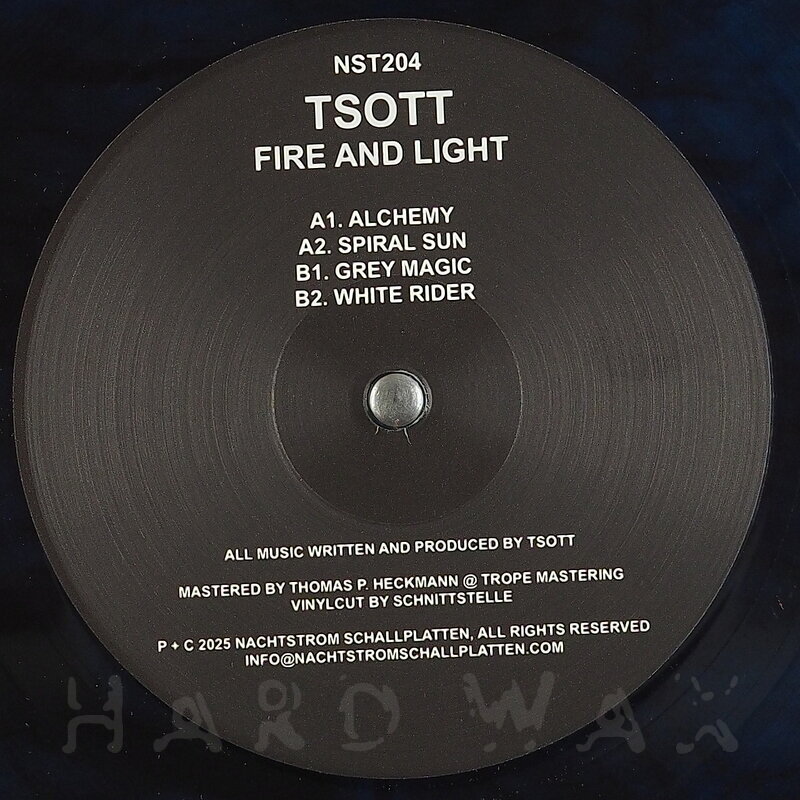 NST204
TSOTT
FIRE AND LIGHT
A1. ALCHEMY
A2. SPIRAL SUN
B1. GREY MAGIC
B2. WHITE RIDER
ALL MUSIC WRITTEN AND PRODUCED BY TSOTT
MASTERED BY THOMAS P. HECKMANN @ TROPE MASTERING
VINYLCUT BY SCHNITTSTELLE
P + C 2025 NACHTSTROM SCHALLPLATTEN, ALL RIGHTS RESERVED
INFO@NACHTSTROMSCHALLPLATTEN.COM
HARD WAX